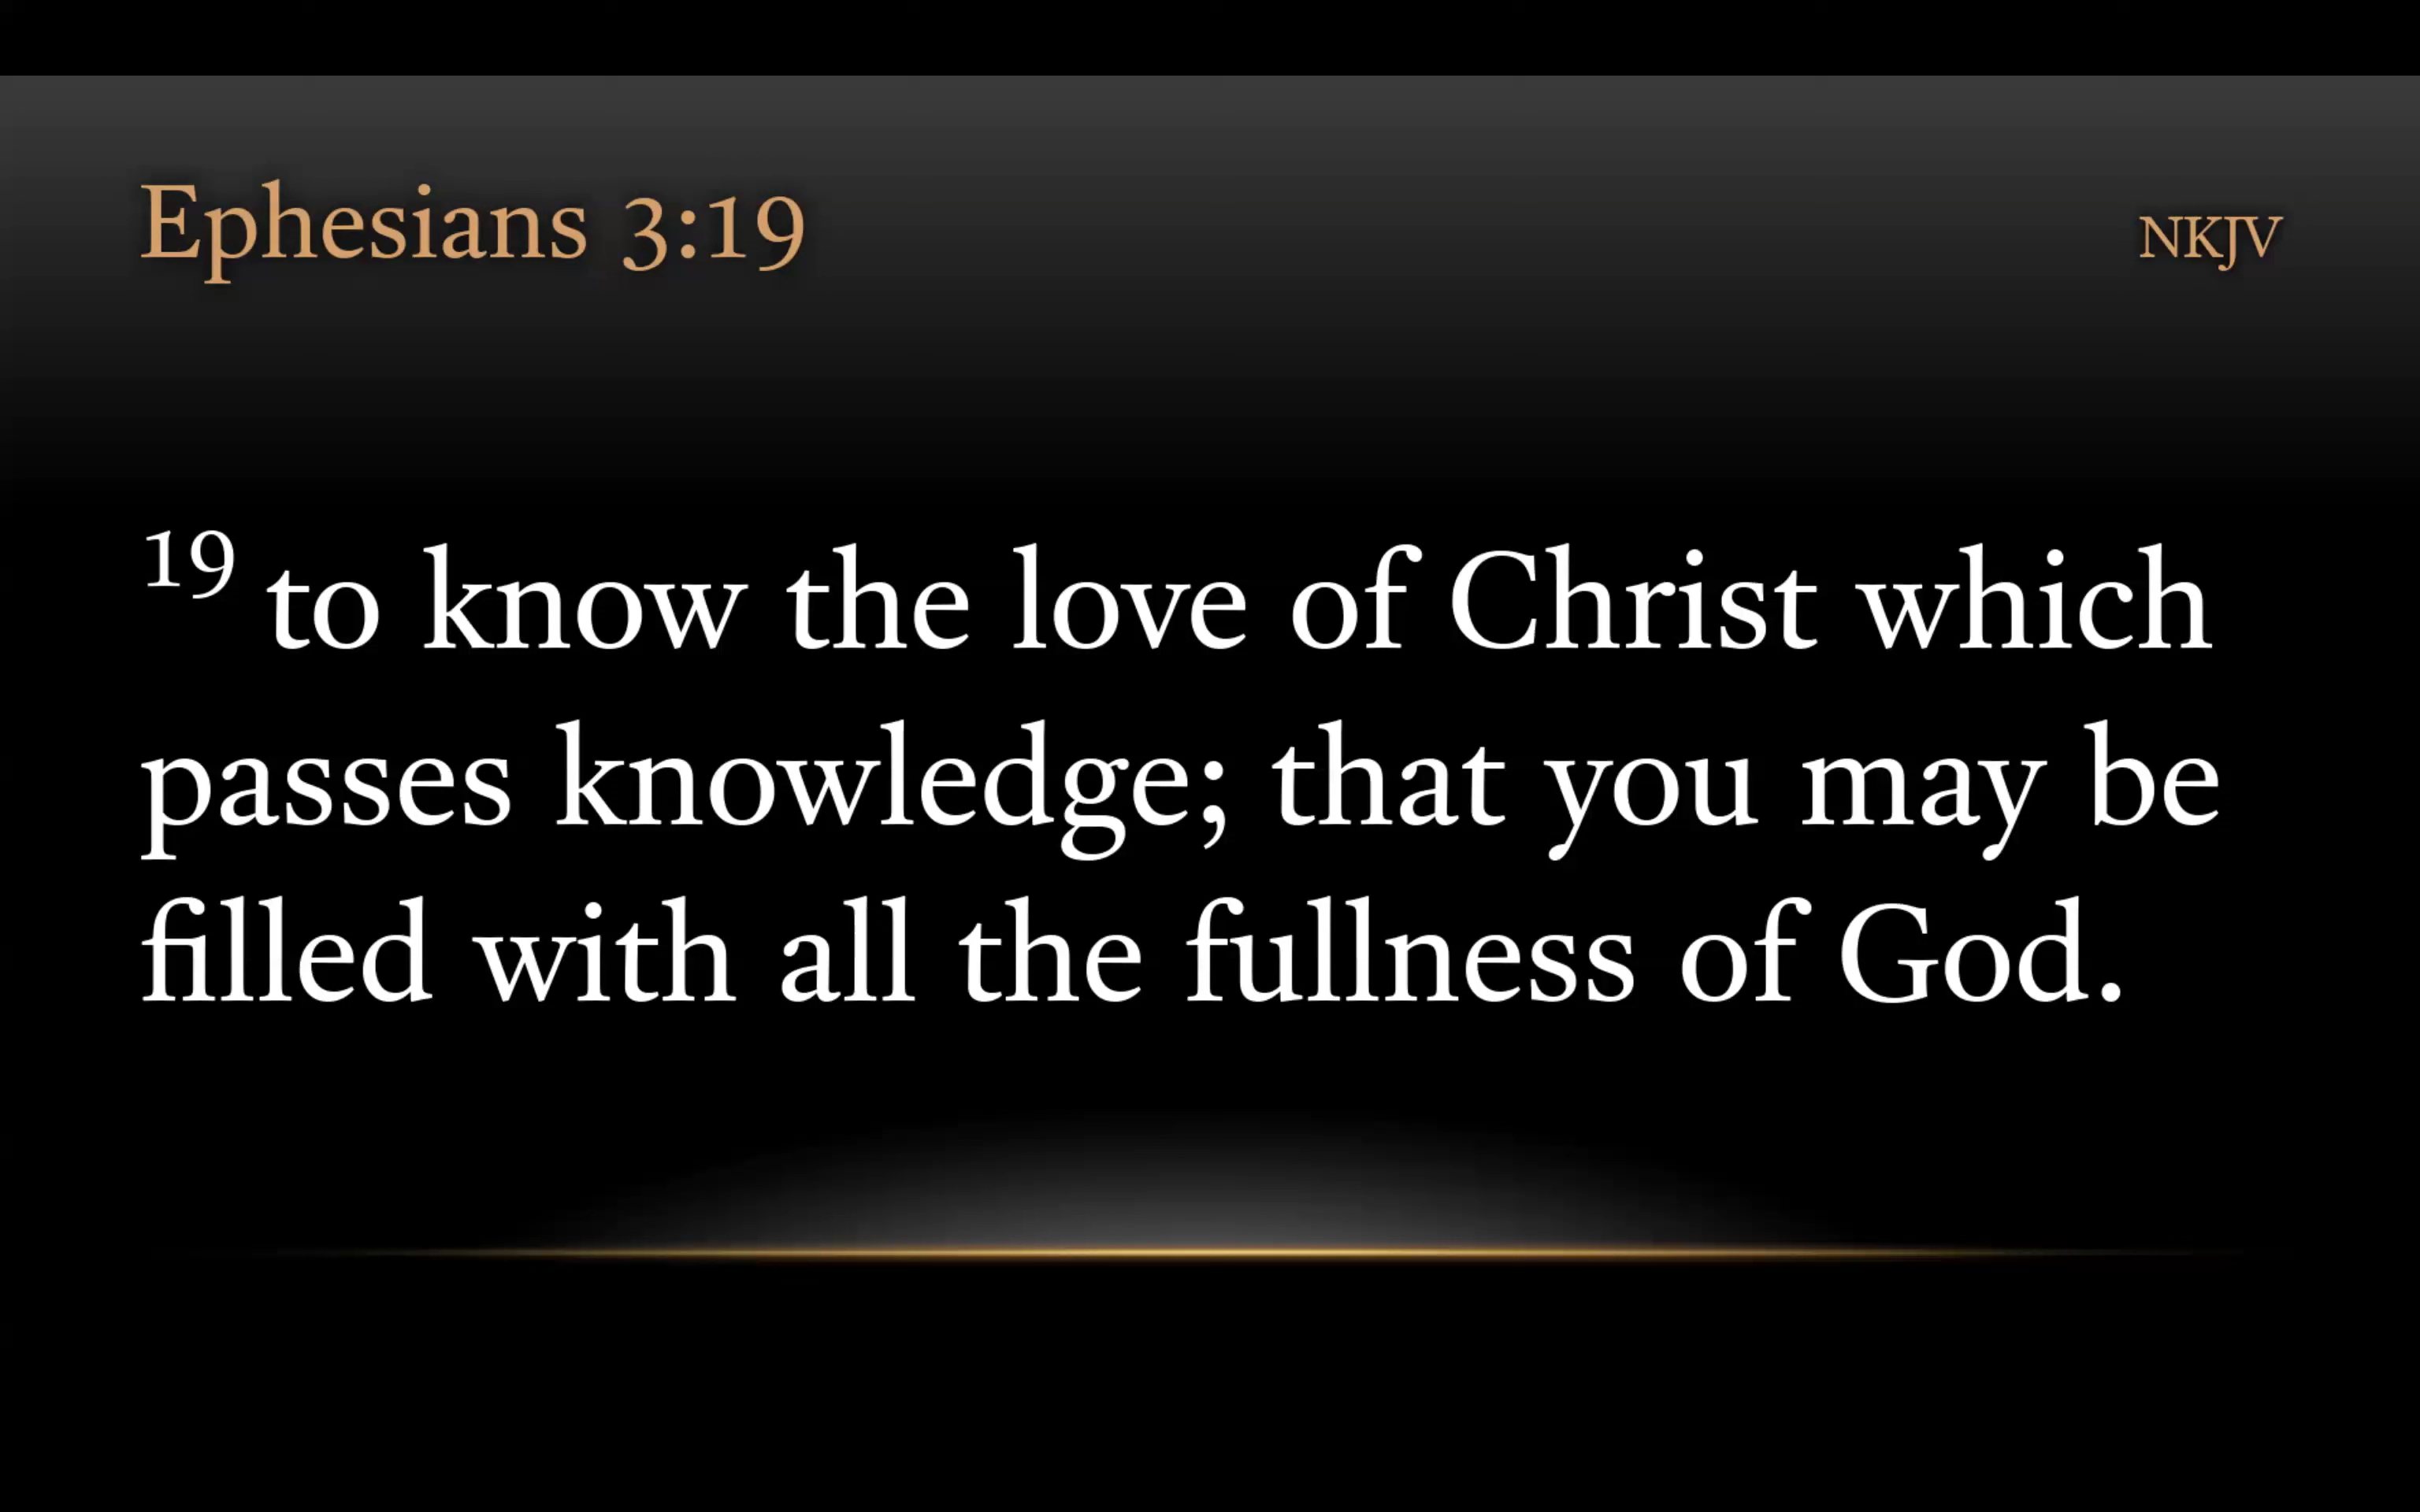 Ephesians 3:19
NKJV
19 to know the love of Christ which
passes knowledge; that you may be
filled with all the fullness of God.